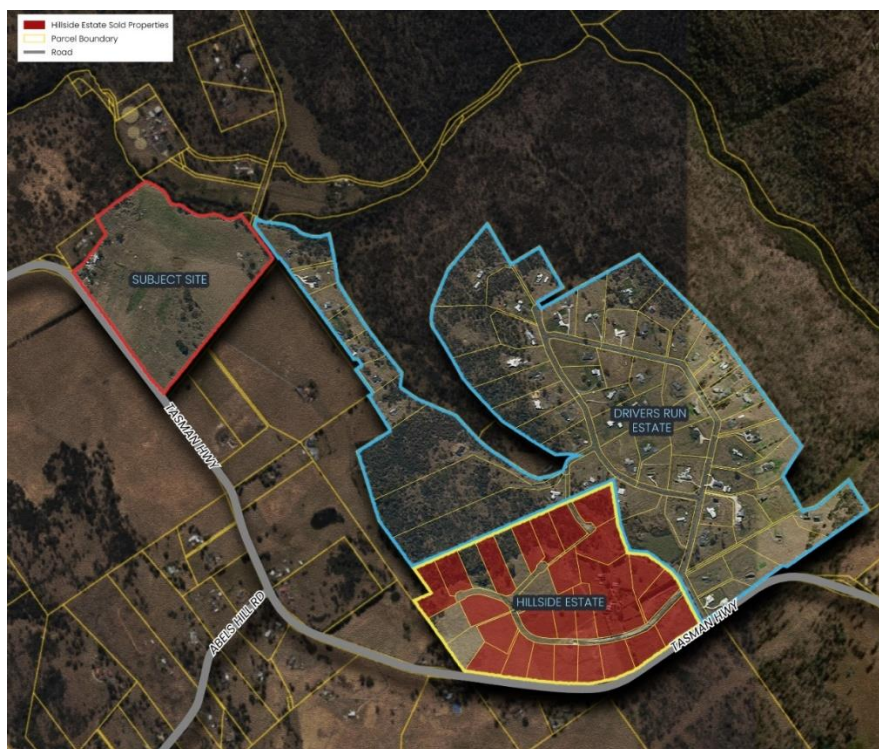 Hillside Estate Sold Properties
Parcel Boundary
Road
SUBJECT SITE
TASMAN HWY
DRIVERS RUN
ESTATE
HILLSIDE ESTATE
ABELS HILL RD
TASMAN HWY